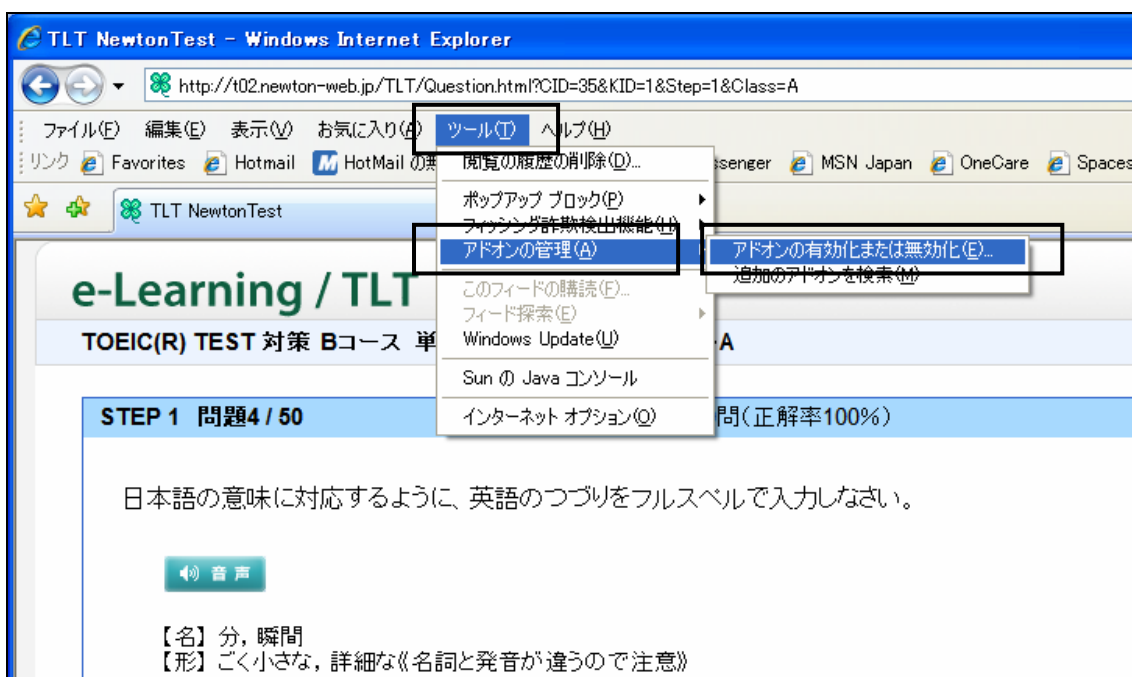 TLT NewtonTest - Windows Internet Explorer
http://t02.newton-web.jp/TLT/Question.html?CID=35&KID=1&Step=1&Class=A
ファイル(F) 編集(E) 表示(V) お気に入り(A) ツール(T) ヘルプ(H)
リンク Favorites Hotmail HotMail の無 ssenger MSN Japan OneCare Spaces
TLT NewtonTest
閲覧の履歴の削除(D)...
ポップアップ ブロック(P)
フィッシング詐欺検出機能(H)
アドオンの管理(A)
アドオンの有効化または無効化(E)...
追加のアドオンを検索(M)
このフィードの購読(F)...
フィード探索(E)
Windows Update(U)
Sun の Java コンソール
インターネット オプション(O)
e-Learning / TLT
TOEIC(R) TEST 対策 Bコース 単 -A
STEP 1 問題4 / 50 問(正解率100%)
日本語の意味に対応するように、英語のつづりをフルスペルで入力しなさい。
音声
【名】 分, 瞬間
【形】 ごく小さな, 詳細な《名詞と発音が違うので注意》